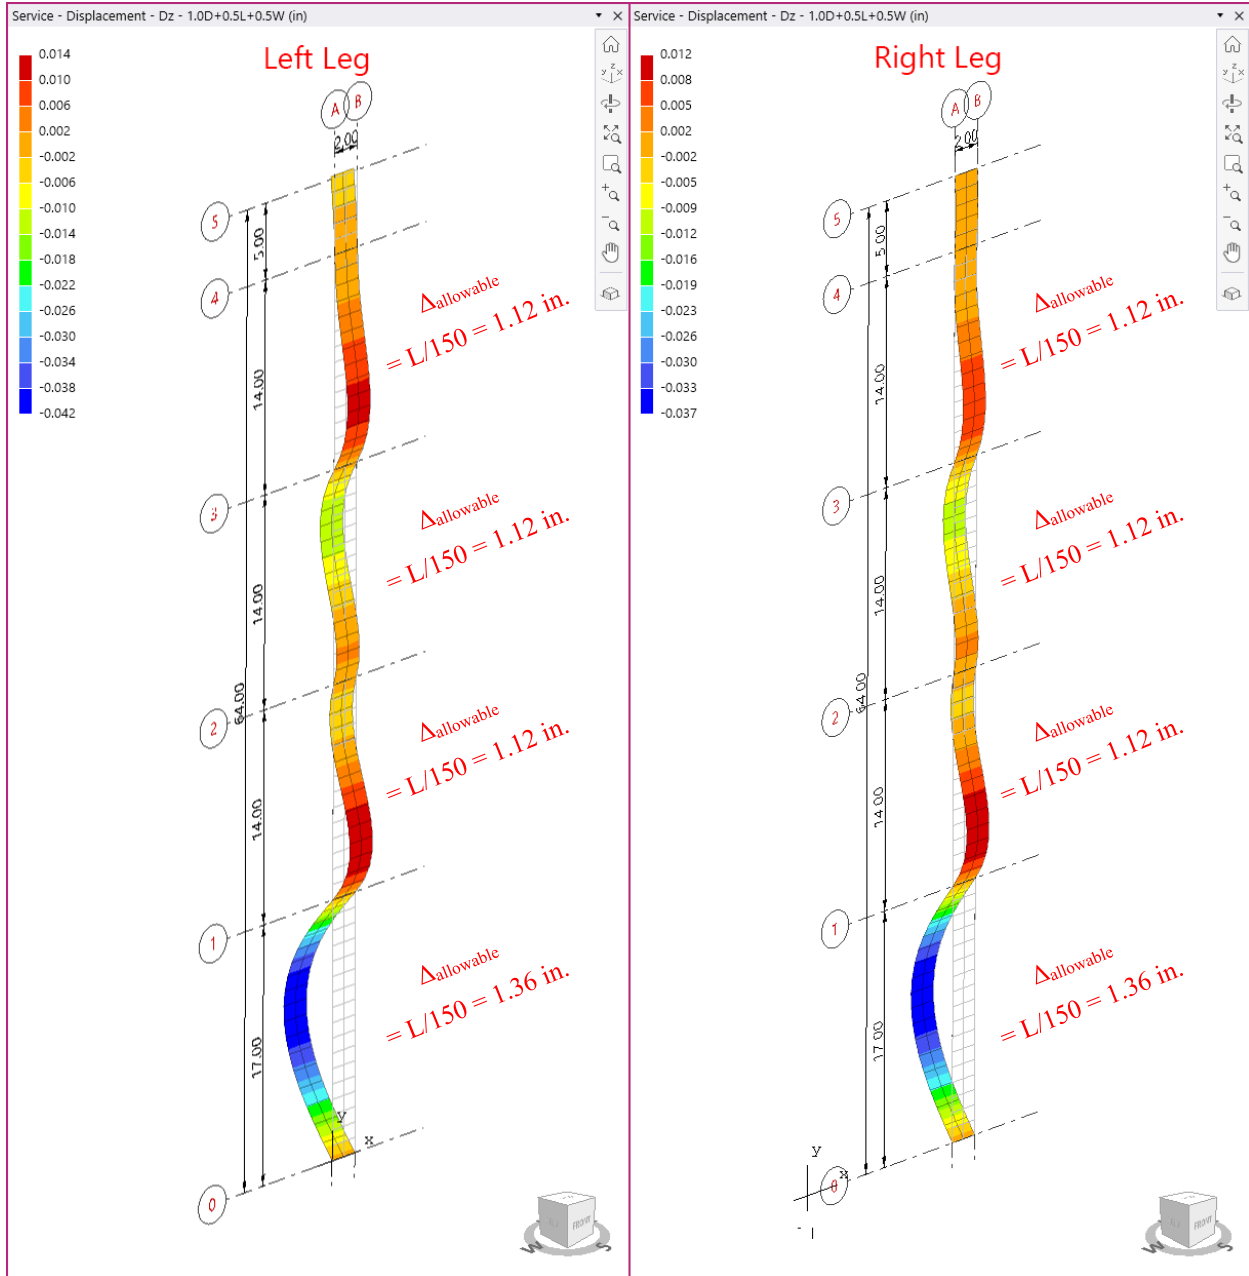 Service - Displacement - Dz - 1.0D+0.5L+0.5W (in)
Left Leg
0.014
0.010
0.006
0.002
-0.002
-0.006
-0.010
-0.014
-0.018
-0.022
-0.026
-0.030
-0.034
-0.038
-0.042
A B
2.00
5
5.00
4
Δallowable
= L/150 = 1.12 in.
14.00
3
Δallowable
= L/150 = 1.12 in.
14.00
64.00
2
Δallowable
= L/150 = 1.12 in.
14.00
1
Δallowable
= L/150 = 1.36 in.
17.00
y
x
0
FRONT
W S
Service - Displacement - Dz - 1.0D+0.5L+0.5W (in)
Right Leg
0.012
0.008
0.005
0.002
-0.002
-0.005
-0.009
-0.012
-0.016
-0.019
-0.023
-0.026
-0.030
-0.033
-0.037
A B
2.00
5
5.00
4
Δallowable
= L/150 = 1.12 in.
14.00
3
Δallowable
= L/150 = 1.12 in.
14.00
64.00
2
Δallowable
= L/150 = 1.12 in.
14.00
1
Δallowable
= L/150 = 1.36 in.
17.00
y
x
0
FRONT
W S